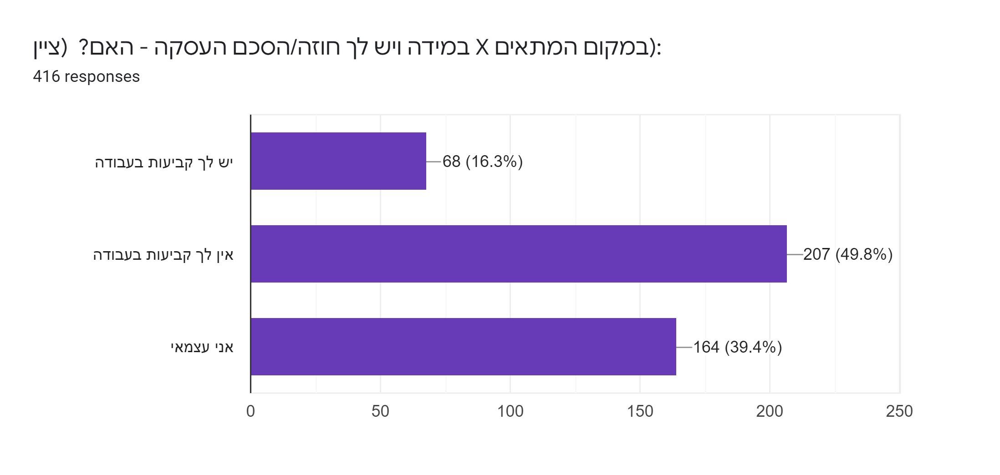 במידה ויש לך חוזה/הסכם העסקה - האם? (ציין X במקום המתאים):
416 responses
יש לך קביעות בעבודה
68 (16.3%)
אין לך קביעות בעבודה
207 (49.8%)
אני עצמאי
164 (39.4%)
0 50 100 150 200 250